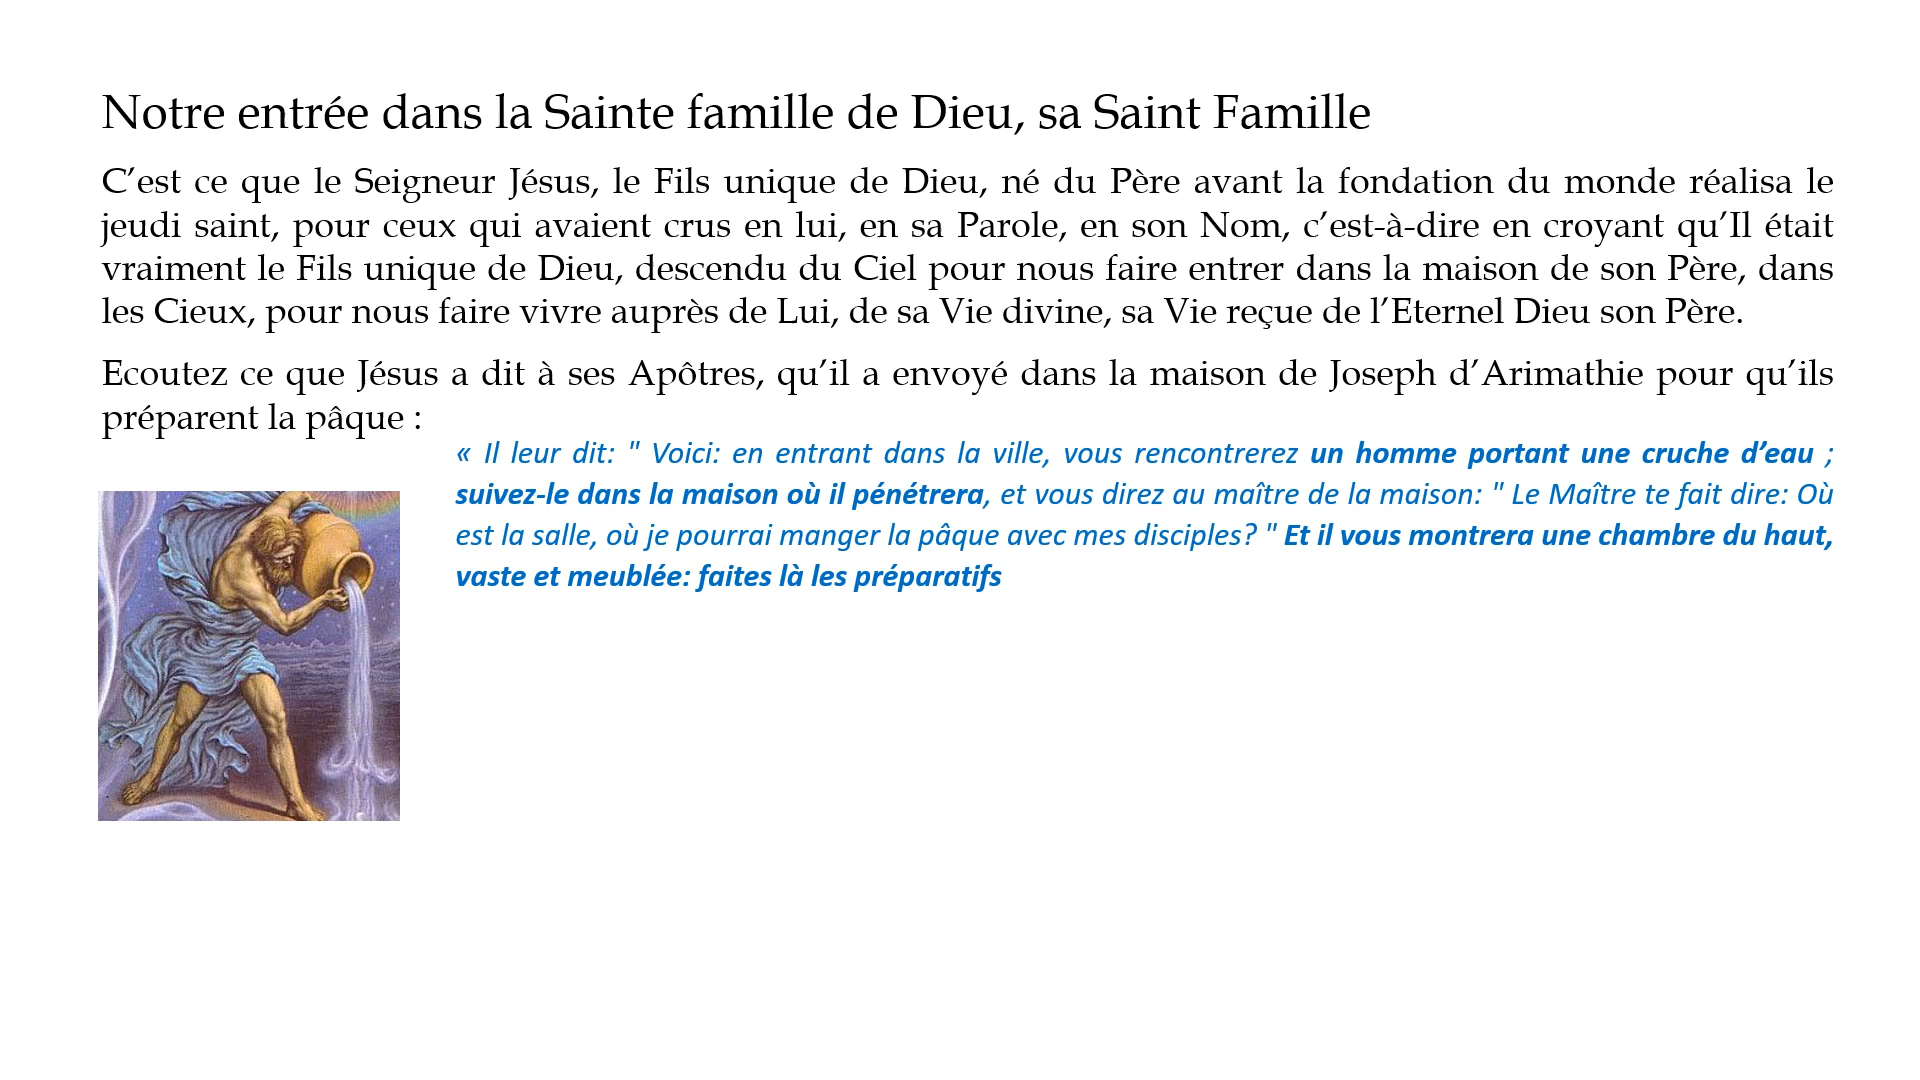 Notre entrée dans la Sainte famille de Dieu, sa Saint Famille
C’est ce que le Seigneur Jésus, le Fils unique de Dieu, né du Père avant la fondation du monde réalisa le
jeudi saint, pour ceux qui avaient crus en lui, en sa Parole, en son Nom, c’est-à-dire en croyant qu’Il était
vraiment le Fils unique de Dieu, descendu du Ciel pour nous faire entrer dans la maison de son Père, dans
les Cieux, pour nous faire vivre auprès de Lui, de sa Vie divine, sa Vie reçue de l’Eternel Dieu son Père.
Ecoutez ce que Jésus a dit à ses Apôtres, qu’il a envoyé dans la maison de Joseph d’Arimathie pour qu’ils
préparent la pâque :
« Il leur dit: " Voici: en entrant dans la ville, vous rencontrerez un homme portant une cruche d’eau ;
suivez-le dans la maison où il pénétrera, et vous direz au maître de la maison: " Le Maître te fait dire: Où
est la salle, où je pourrai manger la pâque avec mes disciples? " Et il vous montrera une chambre du haut,
vaste et meublée: faites là les préparatifs